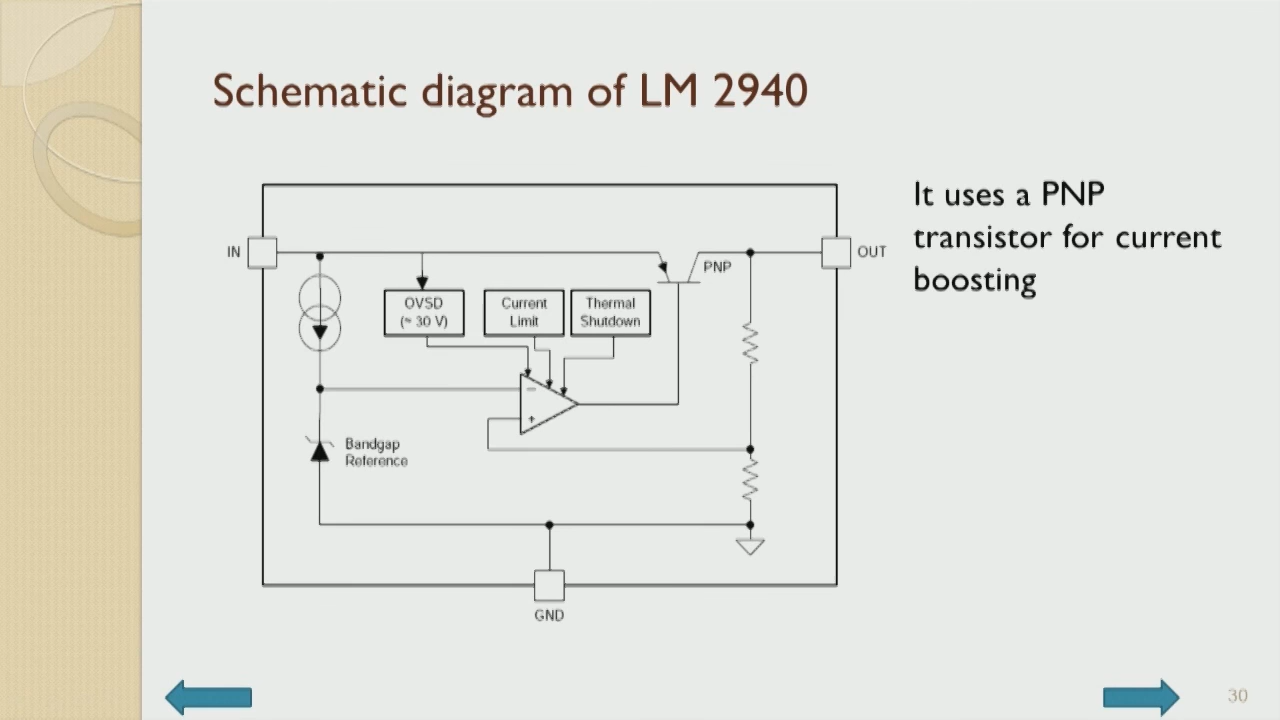 Schematic diagram of LM 2940
It uses a PNP
transistor for current
boosting
IN
OUT
PNP
OVSD
(≈ 30 V)
Current
Limit
Thermal
Shutdown
−
+
Bandgap
Reference
GND
30